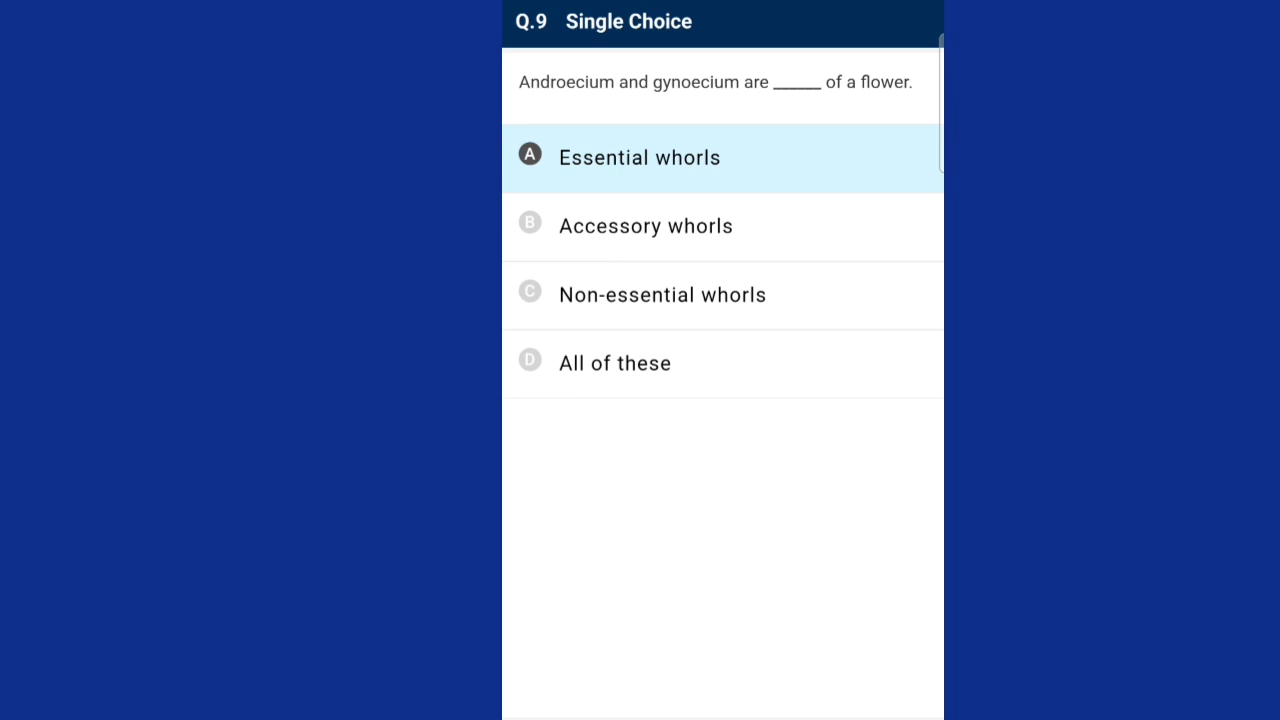 Q.9 Single Choice
Androecium and gynoecium are ______ of a flower.
A Essential whorls
B Accessory whorls
C Non-essential whorls
D All of these